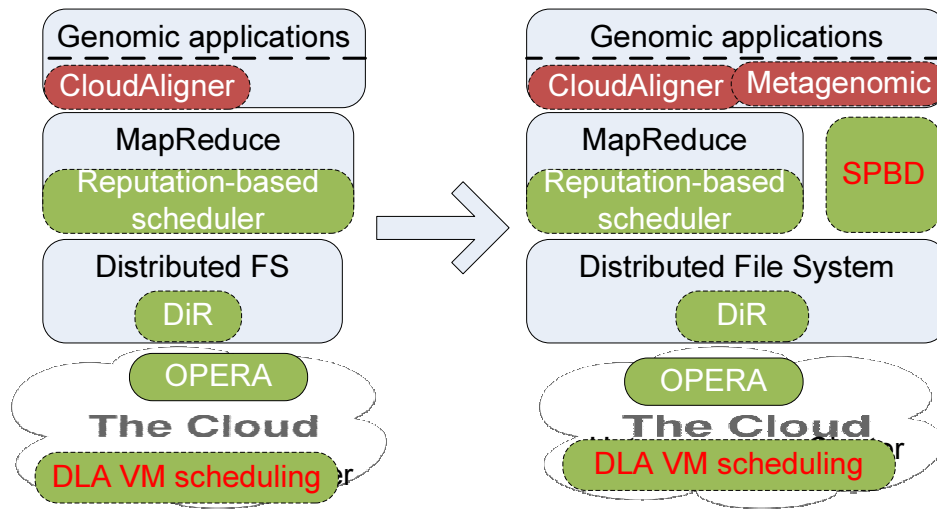 Genomic applications
CloudAligner
MapReduce
Reputation-based
scheduler
Distributed FS
DiR
OPERA
The Cloud
DLA VM scheduling
Genomic applications
CloudAligner
Metagenomic
MapReduce
Reputation-based
scheduler
SPBD
Distributed File System
DiR
OPERA
The Cloud
DLA VM scheduling